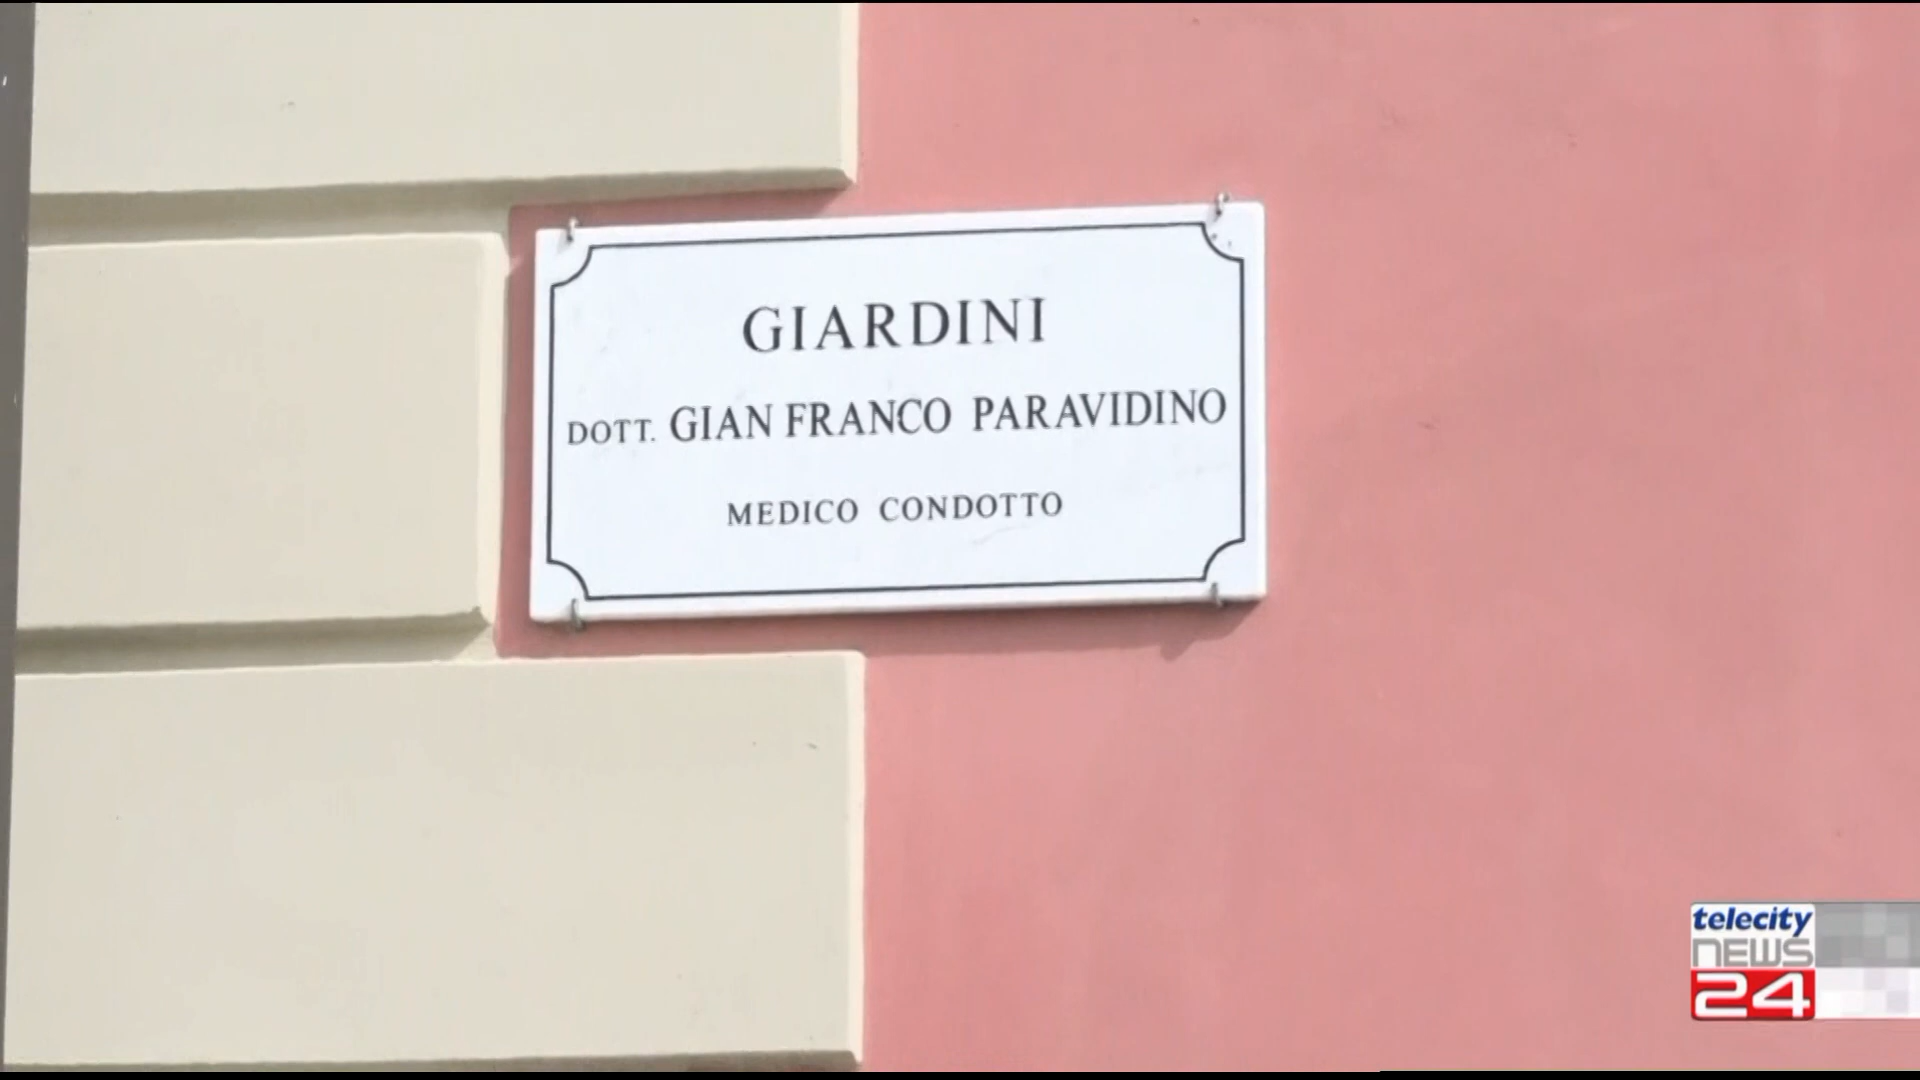 GIARDINI
DOTT. GIAN FRANCO PARAVIDINO
MEDICO CONDOTTO
telecity
NEWS
24